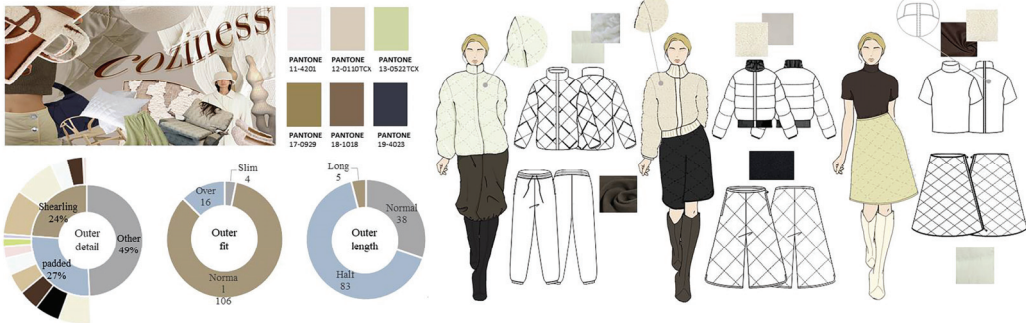 Coziness
PANTONE
11-4201
PANTONE
12-0110TCX
PANTONE
13-0522TCX
PANTONE
17-0929
PANTONE
18-1018
PANTONE
19-4023
Shearling
24%
padded
27%
Other
49%
Outer
detail
Slim
4
Over
16
Outer
fit
Norma
l
106
Long
5
Normal
38
Outer
length
Half
83